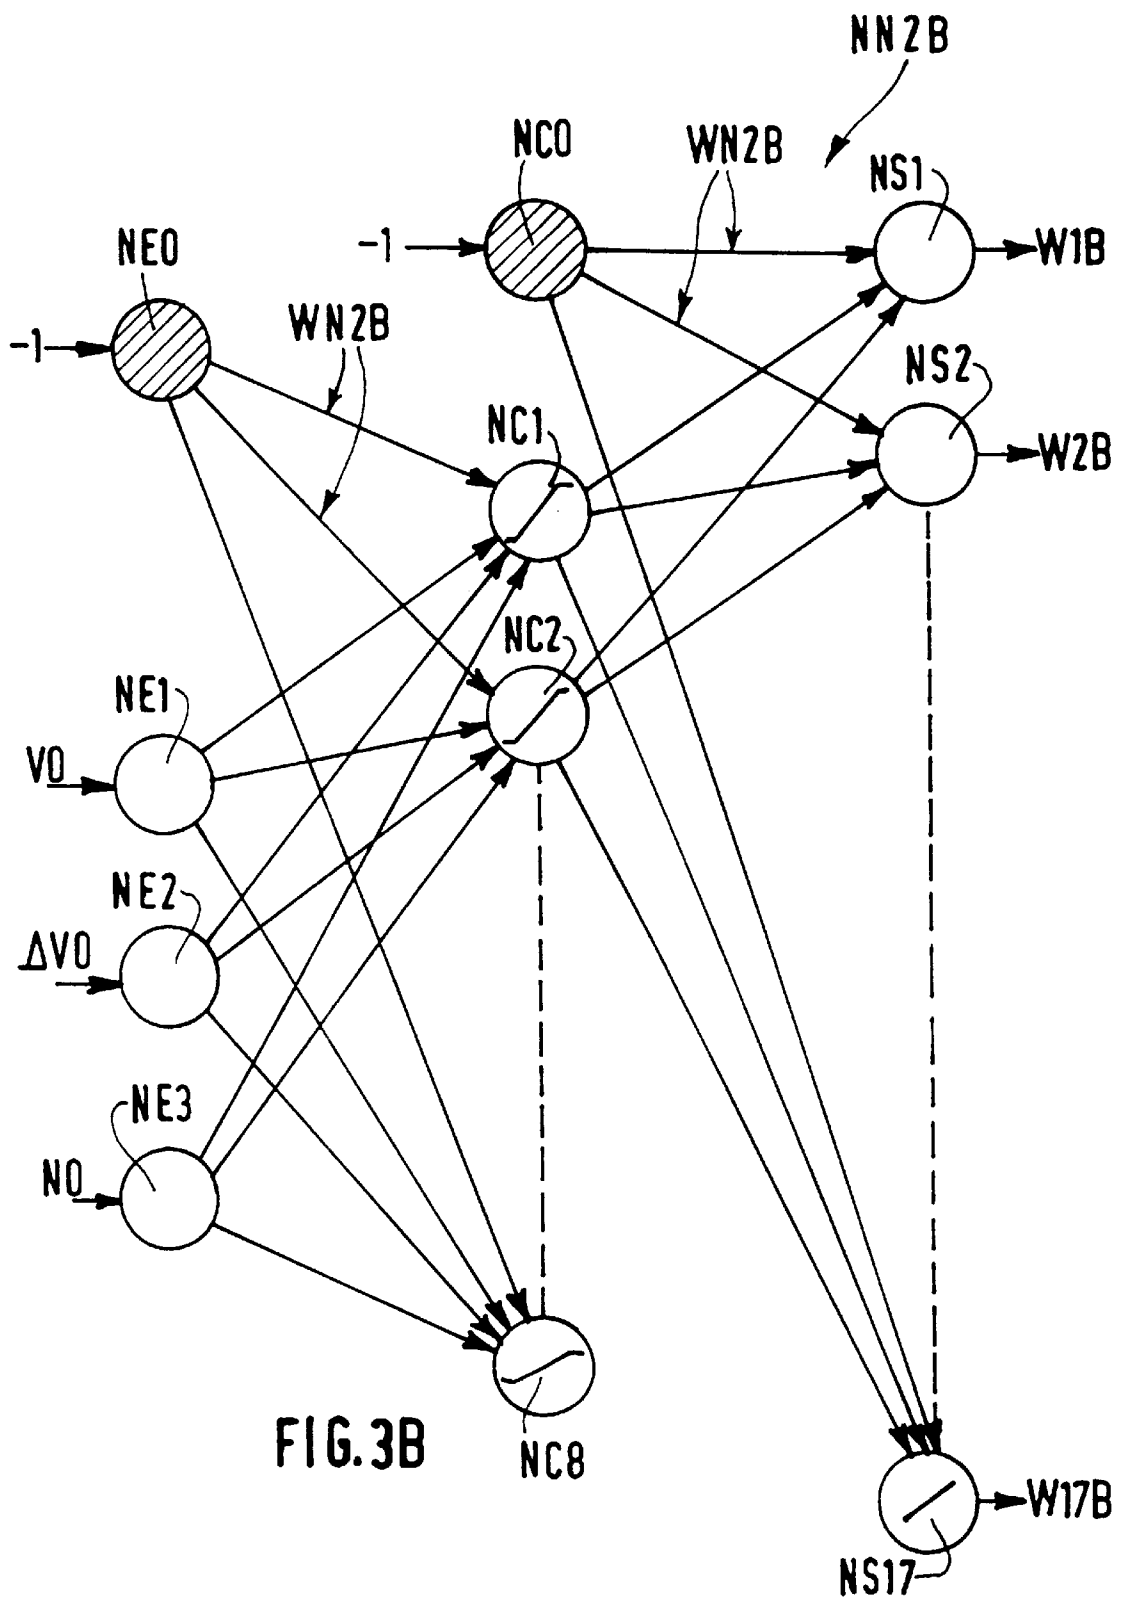 NN2B
NC0
WN2B
NS1
-1
W1B
NE0
WN2B
-1
NS2
NC1
W2B
NC2
NE1
V0
NE2
ΔV0
NE3
N0
FIG.3B
NC8
W17B
NS17